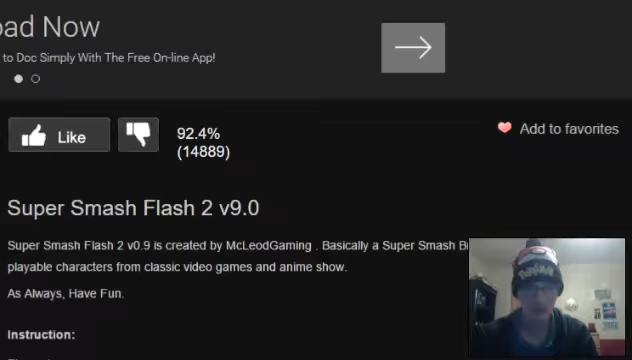 oad Now
to Doc Simply With The Free On-line App!
Like
92.4%
(14889)
Add to favorites
Super Smash Flash 2 v9.0
Super Smash Flash 2 v0.9 is created by McLeodGaming . Basically a Super Smash
playable characters from classic video games and anime show.
As Always, Have Fun.
Instruction: